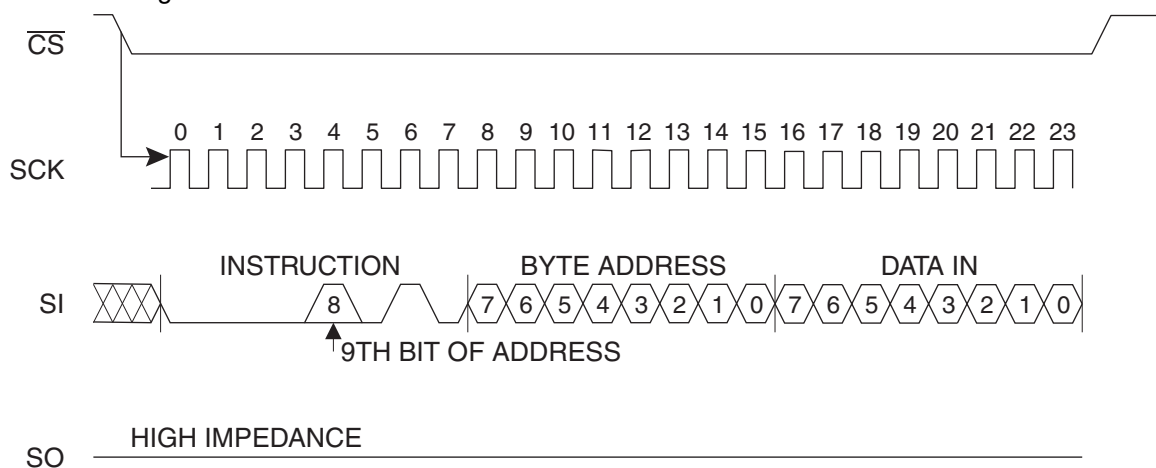 CS
0 1 2 3 4 5 6 7 8 9 10 11 12 13 14 15 16 17 18 19 20 21 22 23
SCK
INSTRUCTION BYTE ADDRESS DATA IN
SI 8 7 6 5 4 3 2 1 0 7 6 5 4 3 2 1 0
9TH BIT OF ADDRESS
HIGH IMPEDANCE
SO